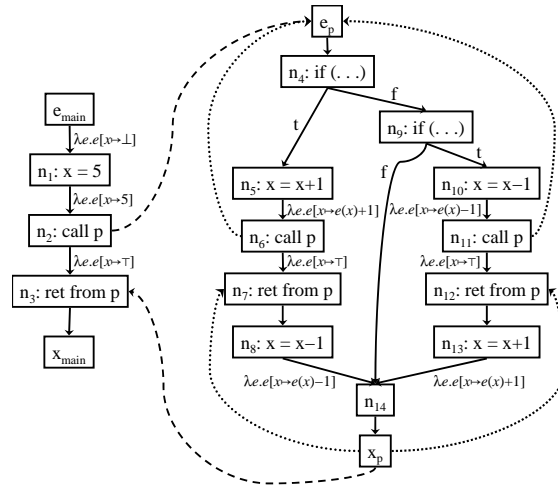 e_p
n_4: if (. . .)
f
n_9: if (. . .)
t
e_main
λe.e[x↦⊥]
f
t
n_1: x = 5
n_5: x = x+1
n_10: x = x−1
λe.e[x↦5]
λe.e[x↦e(x)+1]
λe.e[x↦e(x)−1]
n_2: call p
n_6: call p
n_11: call p
λe.e[x↦⊤]
λe.e[x↦⊤]
λe.e[x↦⊤]
n_3: ret from p
n_7: ret from p
n_12: ret from p
x_main
n_8: x = x−1
n_13: x = x+1
λe.e[x↦e(x)−1]
λe.e[x↦e(x)+1]
n_14
x_p